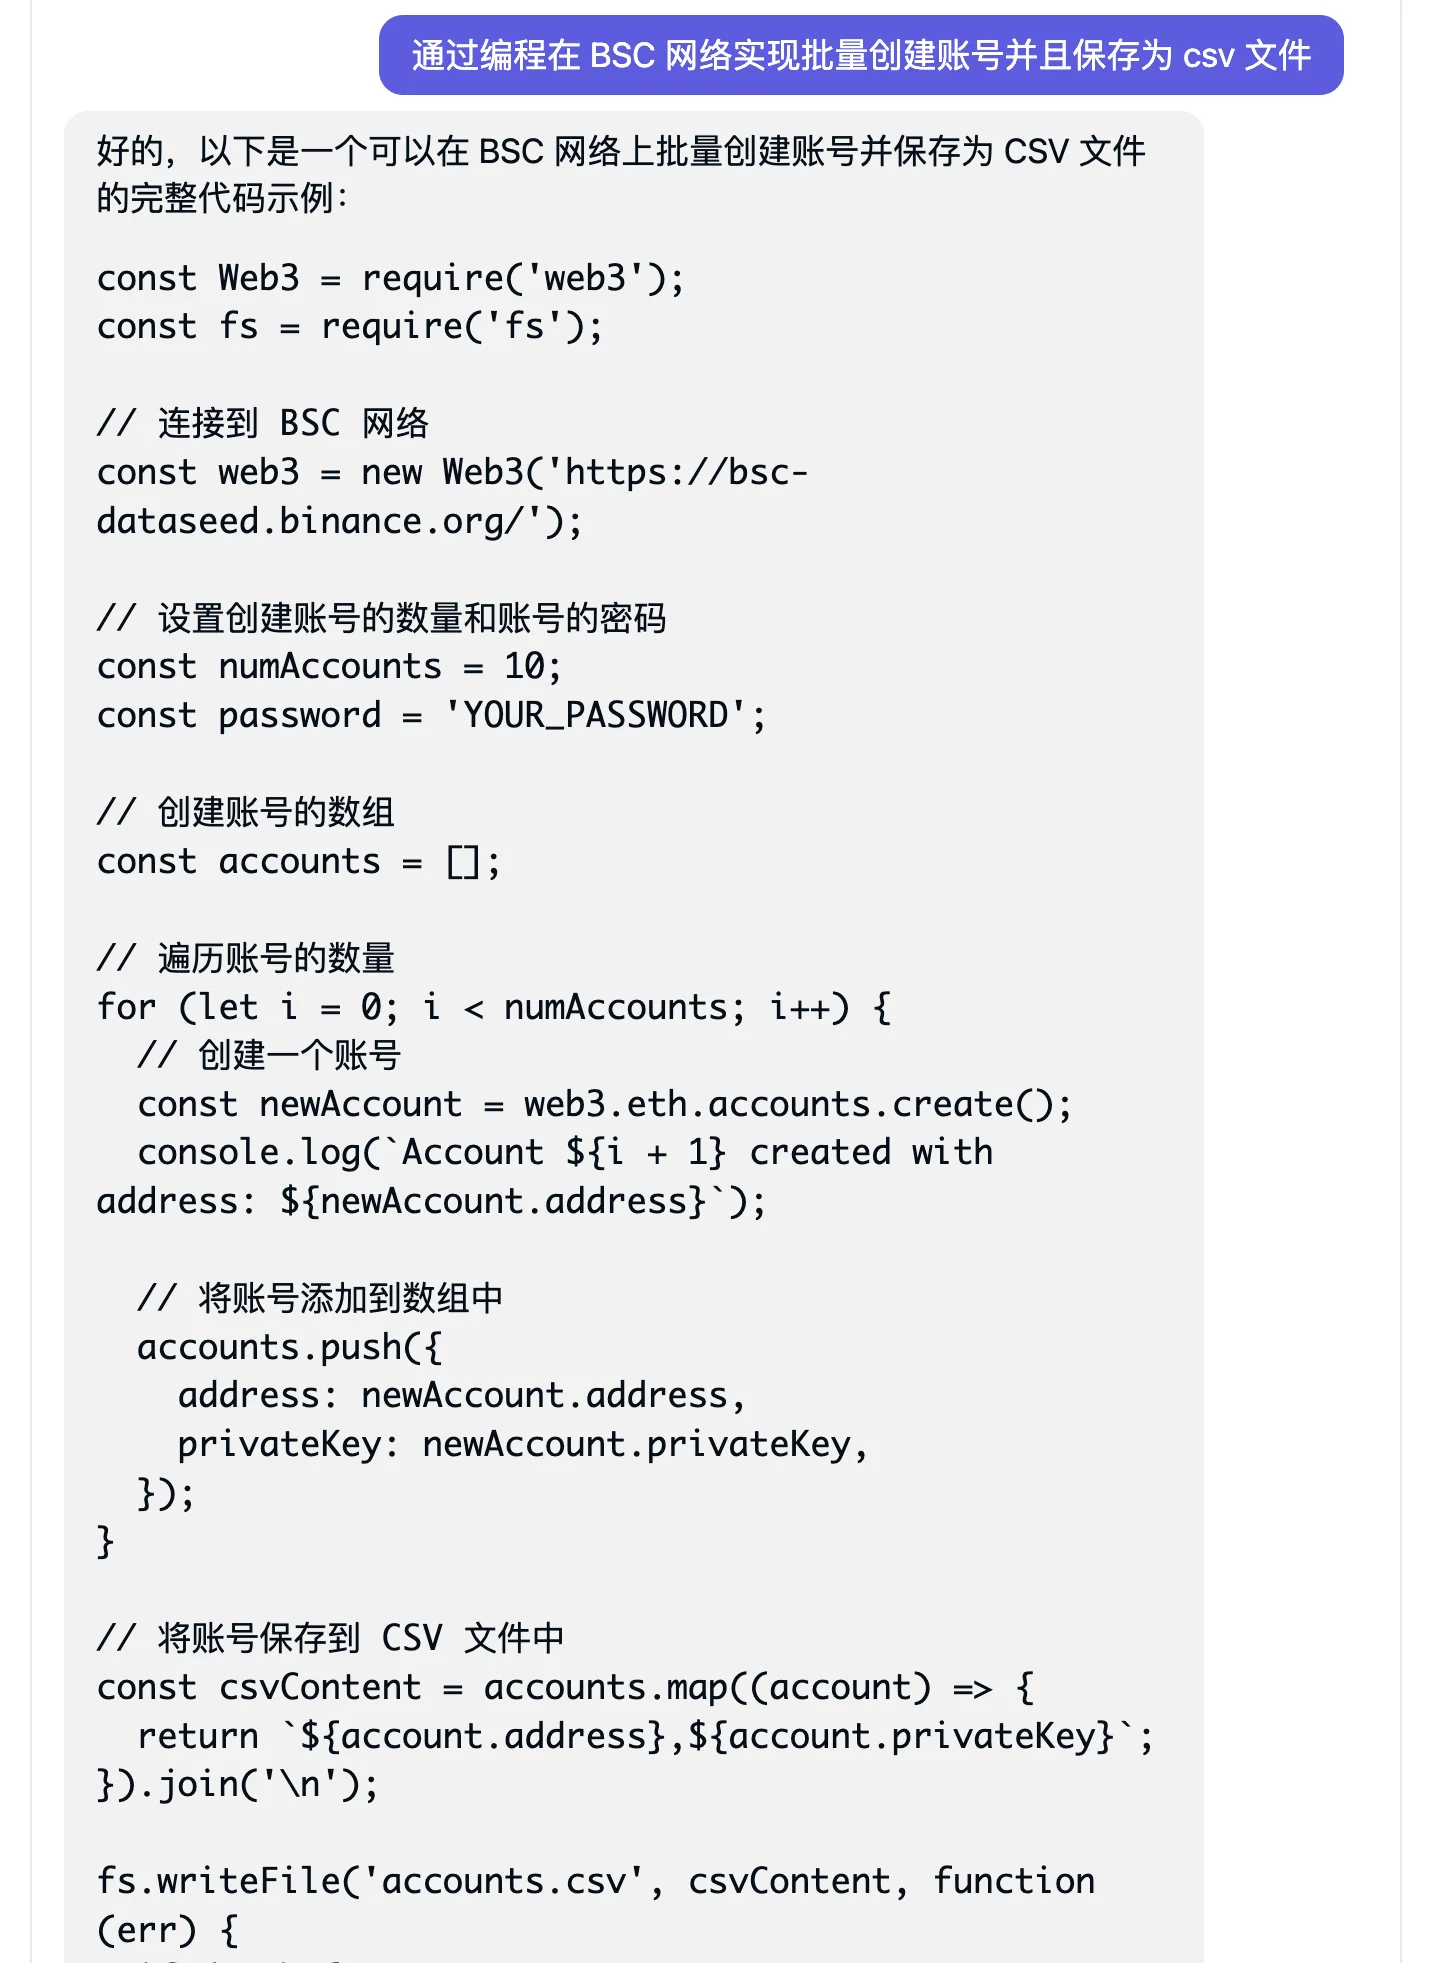 通过编程在 BSC 网络实现批量创建账号并且保存为 csv 文件
好的，以下是一个可以在 BSC 网络上批量创建账号并保存为 CSV 文件
的完整代码示例：
const Web3 = require('web3');
const fs = require('fs');
// 连接到 BSC 网络
const web3 = new Web3('https://bsc-
dataseed.binance.org/');
// 设置创建账号的数量和账号的密码
const numAccounts = 10;
const password = 'YOUR_PASSWORD';
// 创建账号的数组
const accounts = [];
// 遍历账号的数量
for (let i = 0; i < numAccounts; i++) {
  // 创建一个账号
  const newAccount = web3.eth.accounts.create();
  console.log(`Account ${i + 1} created with
address: ${newAccount.address}`);
  // 将账号添加到数组中
  accounts.push({
    address: newAccount.address,
    privateKey: newAccount.privateKey,
  });
}
// 将账号保存到 CSV 文件中
const csvContent = accounts.map((account) => {
  return `${account.address},${account.privateKey}`;
}).join('\n');
fs.writeFile('accounts.csv', csvContent, function
(err) {